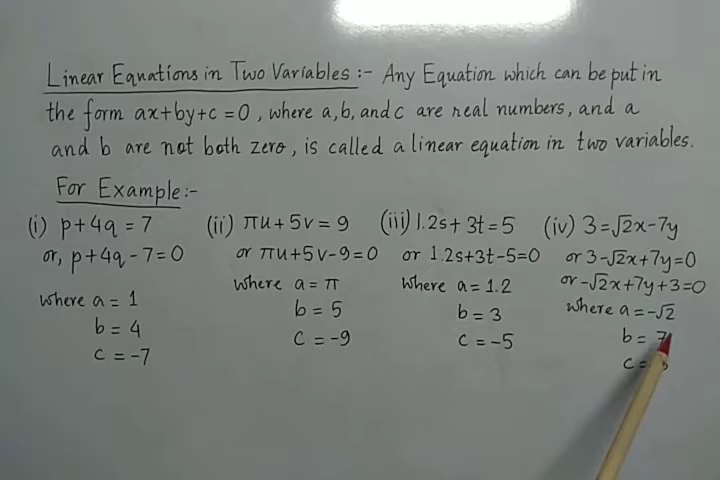 Linear Equations in Two Variables :- Any Equation which can be put in
the form ax+by+c =0, where a, b, and c are real numbers, and a
and b are not both zero, is called a linear equation in two variables.
For Example:-
(i) p+4q = 7
or, p+4q-7=0
where a = 1
b = 4
c = -7
(ii) πu+5v = 9
or πu+5v-9=0
where a = π
b = 5
c = -9
(iii) 1.2s+3t=5
or 1.2s+3t-5=0
where a = 1.2
b = 3
c = -5
(iv) 3=√2x-7y
or 3-√2x+7y=0
or -√2x+7y+3=0
where a = -√2
b = 7
c =